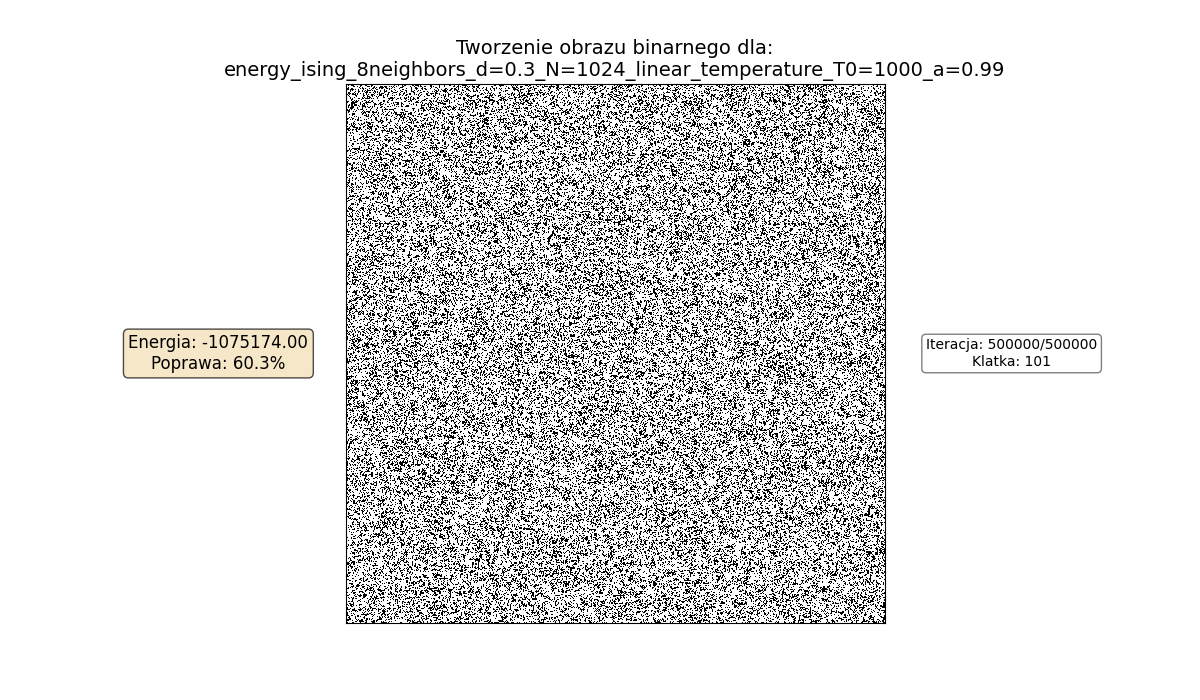 Tworzenie obrazu binarnego dla:
energy_ising_8neighbors_d=0.3_N=1024_linear_temperature_T0=1000_a=0.99
Energia: -1075174.00
Poprawa: 60.3%
Iteracja: 500000/500000
Klatka: 101